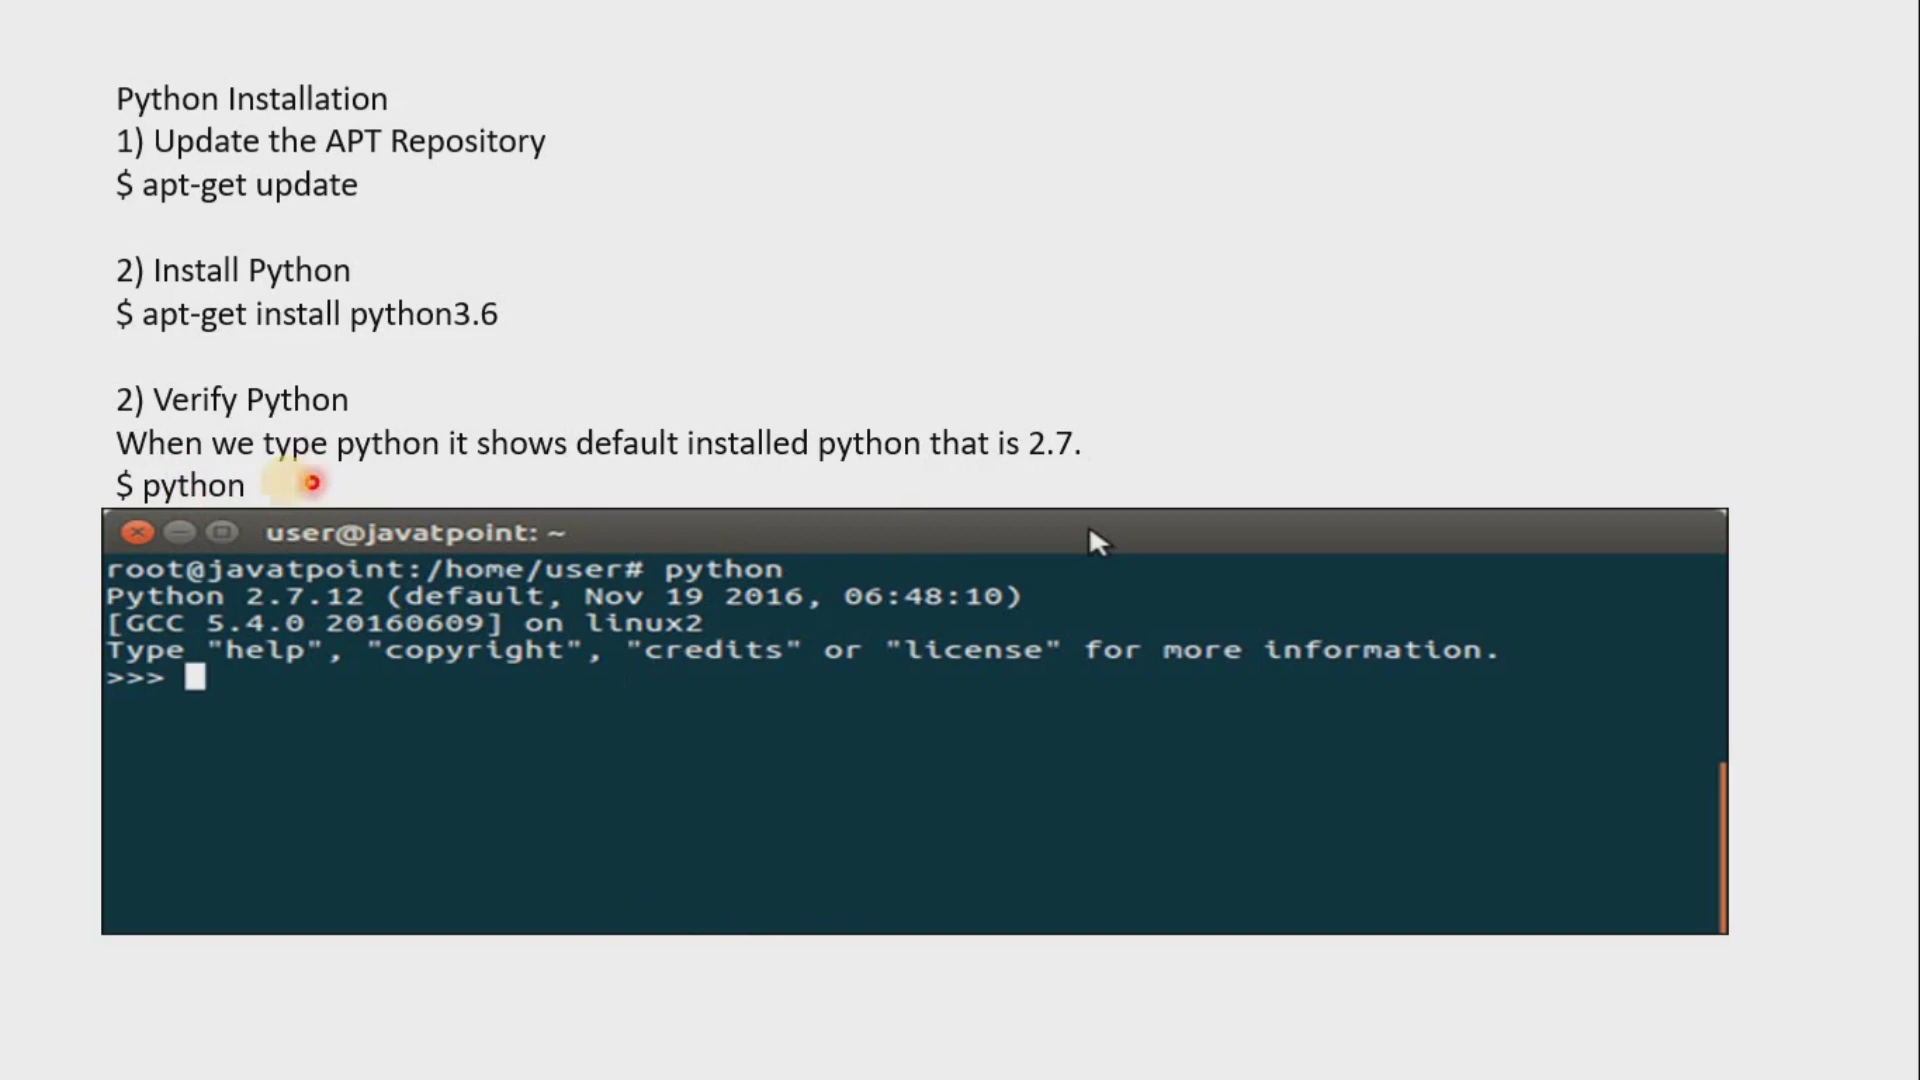 Python Installation
1) Update the APT Repository
$ apt-get update
2) Install Python
$ apt-get install python3.6
2) Verify Python
When we type python it shows default installed python that is 2.7.
$ python
user@javatpoint: ~
root@javatpoint:/home/user# python
Python 2.7.12 (default, Nov 19 2016, 06:48:10)
[GCC 5.4.0 20160609] on linux2
Type "help", "copyright", "credits" or "license" for more information.
>>>